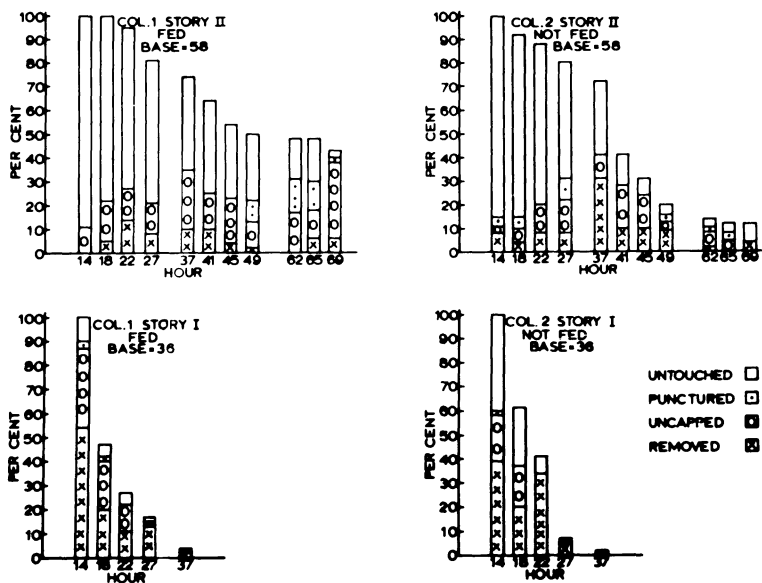 COL.1 STORY II
FED
BASE=58
100
90
80
70
60
50
40
30
20
10
0
PER CENT
14 18 22 27 37 41 45 49 62 65 69
HOUR
COL.2 STORY II
NOT FED
BASE=58
100
90
80
70
60
50
40
30
20
10
0
PER CENT
14 18 22 27 37 41 45 49 62 65 69
HOUR
COL.1 STORY I
FED
BASE=36
100
90
80
70
60
50
40
30
20
10
0
PER CENT
14 18 22 27 37
HOUR
COL.2 STORY I
NOT FED
BASE=36
100
90
80
70
60
50
40
30
20
10
0
PER CENT
14 18 22 27 37
HOUR
UNTOUCHED
PUNCTURED
UNCAPPED
REMOVED